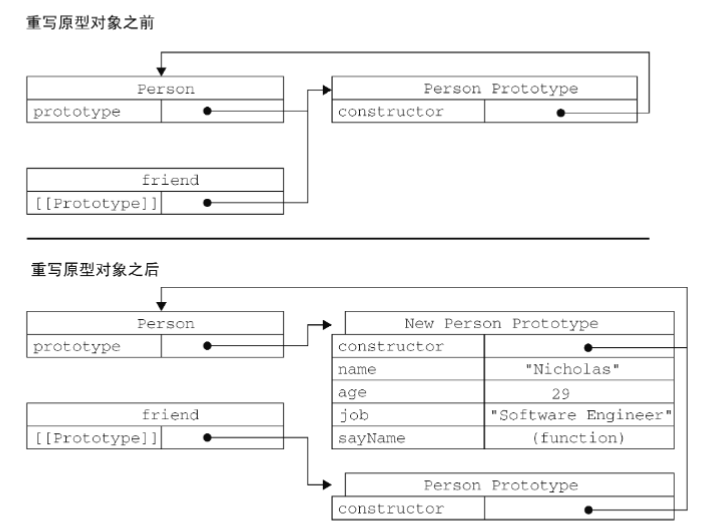 重写原型对象之前
Person
prototype
Person Prototype
constructor
friend
[[Prototype]]
重写原型对象之后
Person
prototype
New Person Prototype
constructor
name "Nicholas"
age 29
job "Software Engineer"
sayName (function)
friend
[[Prototype]]
Person Prototype
constructor